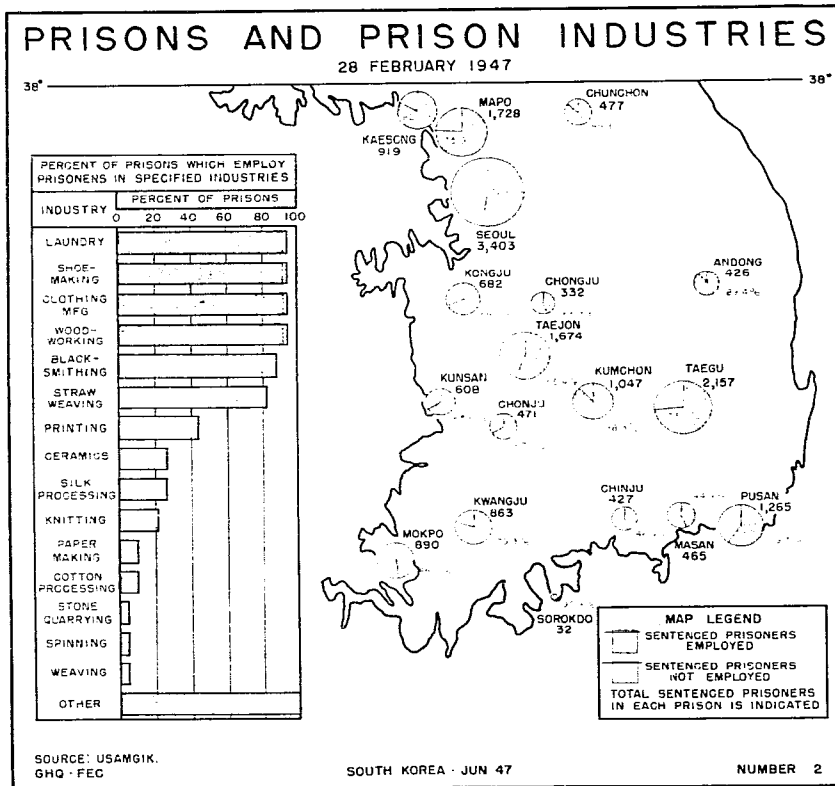 PRISONS AND PRISON INDUSTRIES
28 FEBRUARY 1947
38°
38°
MAPO
1,728
CHUNCHON
477
KAESONG
919
SEOUL
3,403
KONGJU
682
CHONGJU
332
ANDONG
426
TAEJON
1,674
KUNSAN
608
CHONJU
471
KUMCHON
1,047
TAEGU
2,157
KWANGJU
863
MOKPO
890
CHINJU
427
MASAN
465
PUSAN
1,265
SOROKDO
32
PERCENT OF PRISONS WHICH EMPLOY
PRISONERS IN SPECIFIED INDUSTRIES
INDUSTRY
PERCENT OF PRISONS
0 20 40 60 80 100
LAUNDRY
SHOE-
MAKING
CLOTHING
MFG
WOOD-
WORKING
BLACK-
SMITHING
STRAW
WEAVING
PRINTING
CERAMICS
SILK
PROCESSING
KNITTING
PAPER
MAKING
COTTON
PROCESSING
STONE
QUARRYING
SPINNING
WEAVING
OTHER
MAP LEGEND
SENTENCED PRISONERS
EMPLOYED
SENTENCED PRISONERS
NOT EMPLOYED
TOTAL SENTENCED PRISONERS
IN EACH PRISON IS INDICATED
SOURCE: USAMGIK.
GHQ - FEC
SOUTH KOREA - JUN 47
NUMBER 2